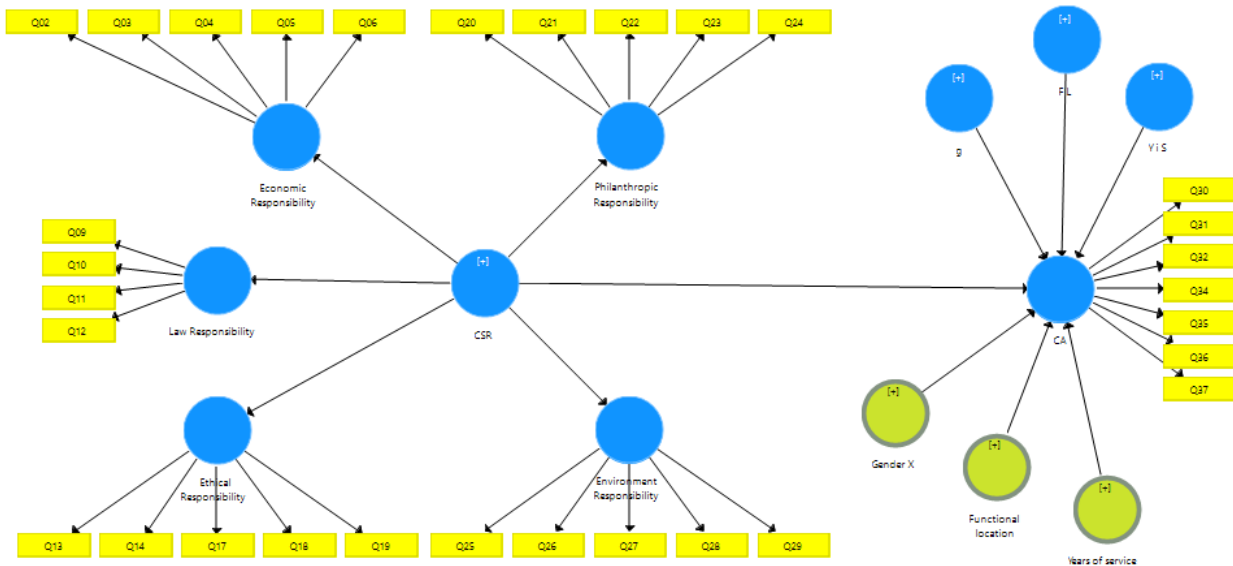 Q02
Q03
Q04
Q05
Q06
Q20
Q21
Q22
Q23
Q24
[+]
F L
[+]
g
[+]
Y i S
Economic
Responsibility
Philanthropic
Responsibility
Q30
Q31
Q32
Q34
Q35
Q36
Q37
Q09
Q10
Q11
Q12
Law Responsibility
[+]
CSR
CA
[+]
Gender X
[+]
Functional
location
[+]
Years of service
Ethical
Responsibility
Environment
Responsibility
Q13
Q14
Q17
Q18
Q19
Q25
Q26
Q27
Q28
Q29